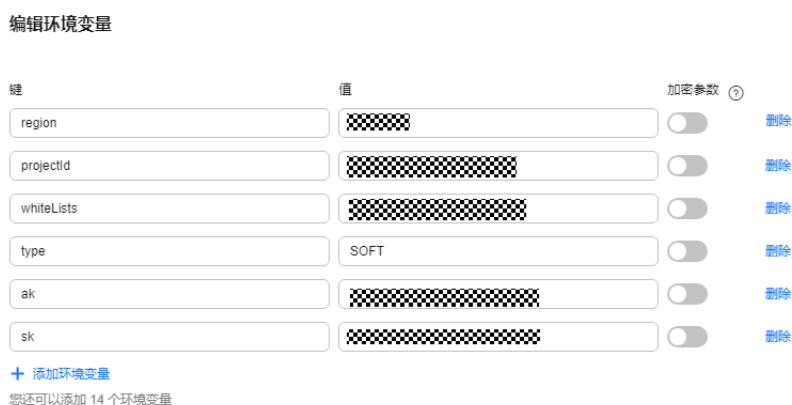 编辑环境变量
键 值 加密参数 ?
region 删除
projectId 删除
whiteLists 删除
type SOFT 删除
ak 删除
sk 删除
+ 添加环境变量
您还可以添加 14 个环境变量